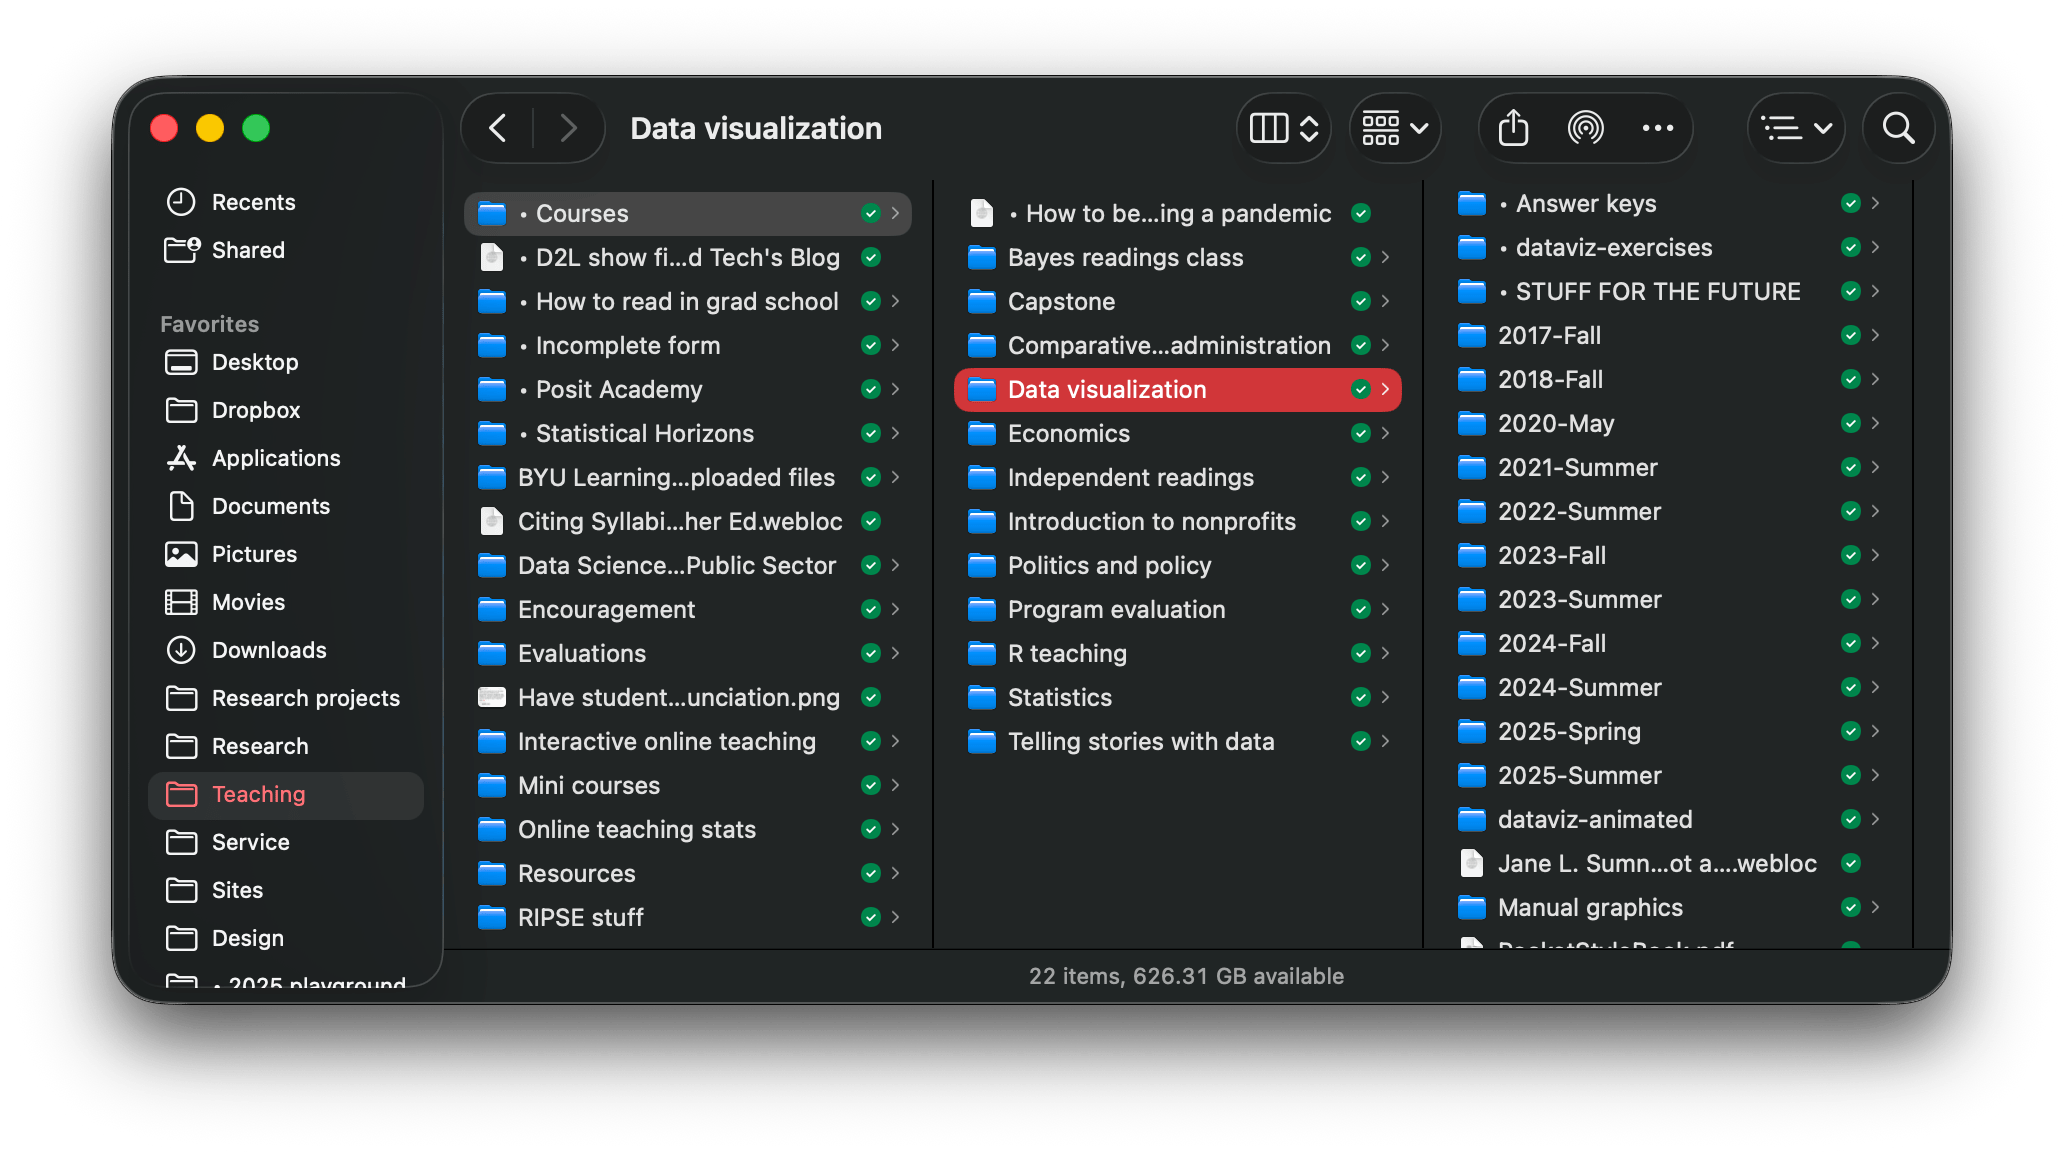 Data visualization
Recents
Shared
Favorites
Desktop
Dropbox
Applications
Documents
Pictures
Movies
Downloads
Research projects
Research
Teaching
Service
Sites
Design
• 2025 playground
• Courses
• D2L show fi...d Tech's Blog
• How to read in grad school
• Incomplete form
• Posit Academy
• Statistical Horizons
BYU Learning...ploaded files
Citing Syllabi...her Ed.webloc
Data Science...Public Sector
Encouragement
Evaluations
Have student...unciation.png
Interactive online teaching
Mini courses
Online teaching stats
Resources
RIPSE stuff
• How to be...ing a pandemic
Bayes readings class
Capstone
Comparative...administration
Data visualization
Economics
Independent readings
Introduction to nonprofits
Politics and policy
Program evaluation
R teaching
Statistics
Telling stories with data
• Answer keys
• dataviz-exercises
• STUFF FOR THE FUTURE
2017-Fall
2018-Fall
2020-May
2021-Summer
2022-Summer
2023-Fall
2023-Summer
2024-Fall
2024-Summer
2025-Spring
2025-Summer
dataviz-animated
Jane L. Sumn...ot a....webloc
Manual graphics
PocketStyleBook.pdf
22 items, 626.31 GB available